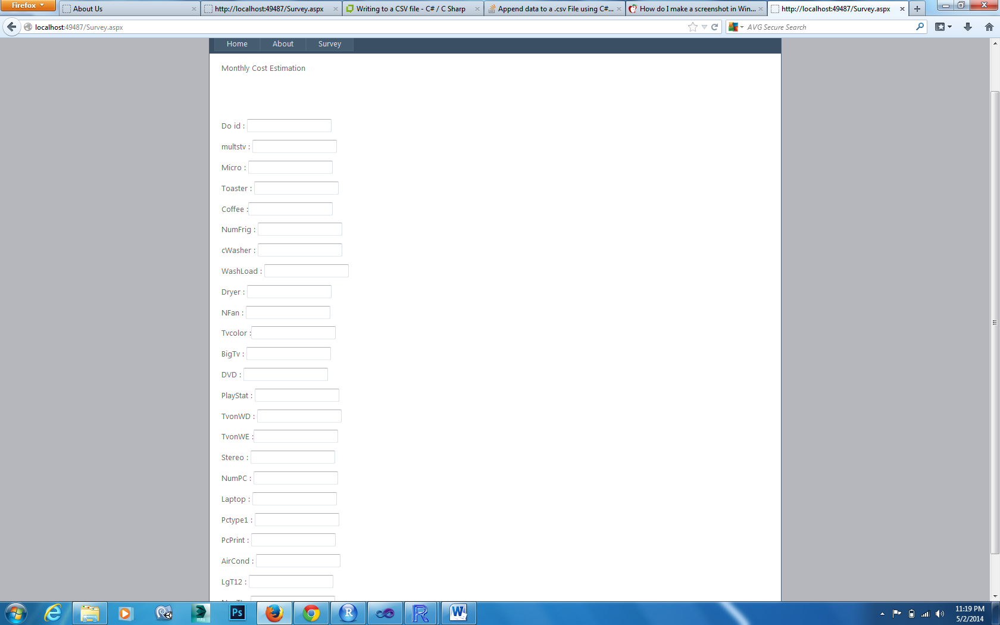 Firefox
About Us
http://localhost:49487/Survey.aspx
Writing to a CSV file - C# / C Sharp
Append data to a .csv File using C#...
How do I make a screenshot in Win...
http://localhost:49487/Survey.aspx
localhost:49487/Survey.aspx
AVG Secure Search
Home About Survey
Monthly Cost Estimation
Do id :
multstv :
Micro :
Toaster :
Coffee :
NumFrig :
cWasher :
WashLoad :
Dryer :
NFan :
Tvcolor :
BigTv :
DVD :
PlayStat :
TvonWD :
TvonWE :
Stereo :
NumPC :
Laptop :
Pctype1 :
PcPrint :
AirCond :
LgT12 :
MAX
Ps
R
R
W
11:19 PM
5/2/2014